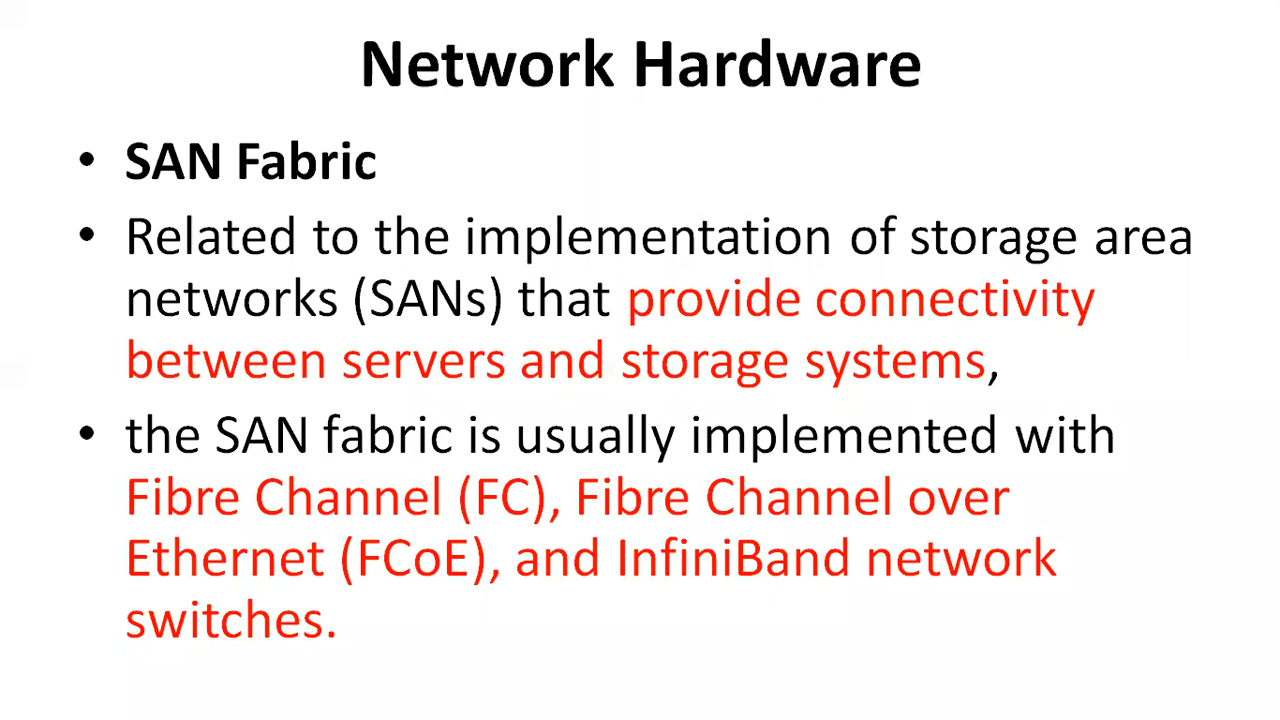 Network Hardware
• SAN Fabric
• Related to the implementation of storage area
networks (SANs) that provide connectivity
between servers and storage systems,
• the SAN fabric is usually implemented with
Fibre Channel (FC), Fibre Channel over
Ethernet (FCoE), and InfiniBand network
switches.